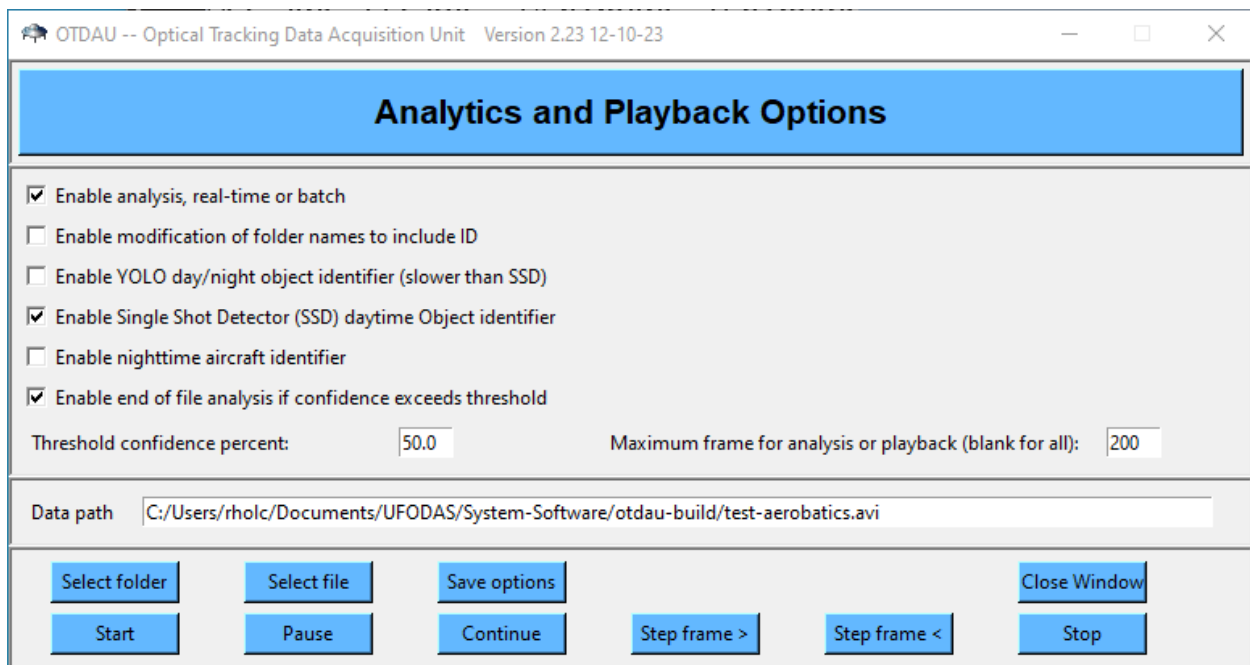 OTDAU -- Optical Tracking Data Acquisition Unit Version 2.23 12-10-23
Analytics and Playback Options
Enable analysis, real-time or batch
Enable modification of folder names to include ID
Enable YOLO day/night object identifier (slower than SSD)
Enable Single Shot Detector (SSD) daytime Object identifier
Enable nighttime aircraft identifier
Enable end of file analysis if confidence exceeds threshold
Threshold confidence percent: 50.0 Maximum frame for analysis or playback (blank for all): 200
Data path C:/Users/rholc/Documents/UFODAS/System-Software/otdau-build/test-aerobatics.avi
Select folder Select file Save options Close Window
Start Pause Continue Step frame > Step frame < Stop